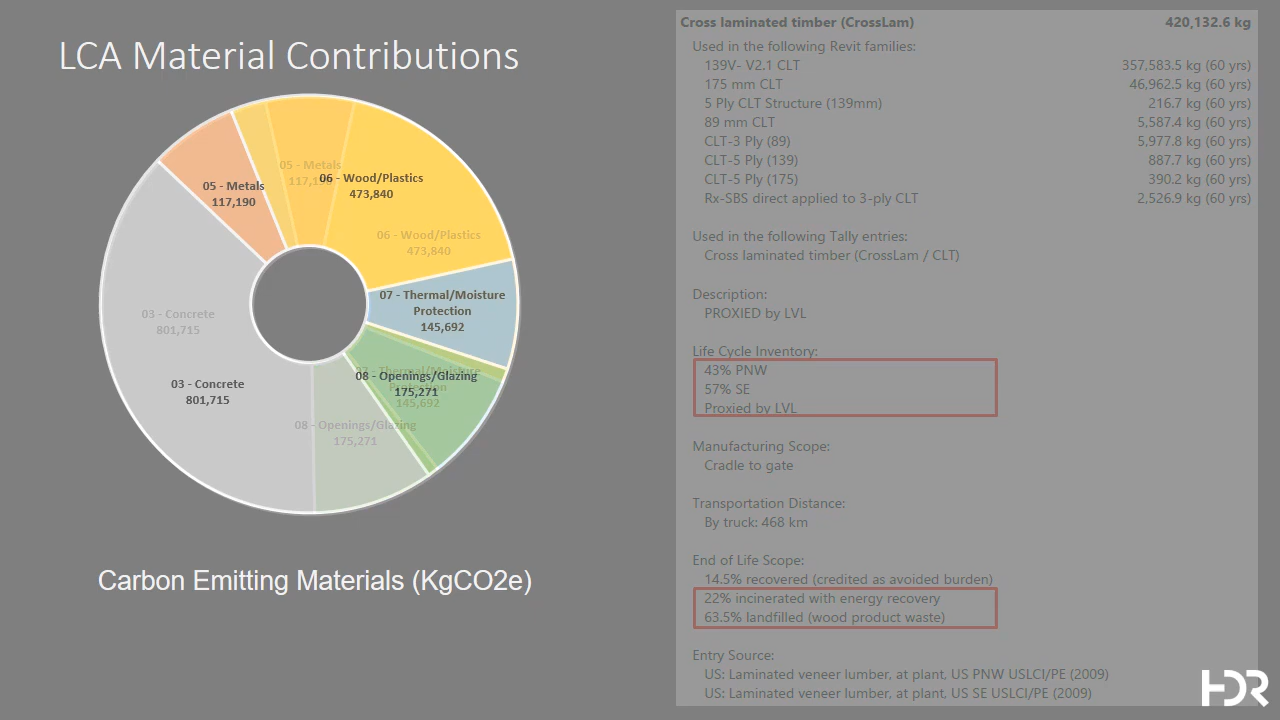 LCA Material Contributions
05 - Metals
117,190
06 - Wood/Plastics
473,840
05 - Metals
117,190
06 - Wood/Plastics
473,840
07 - Thermal/Moisture
Protection
145,692
03 - Concrete
801,715
07 - Thermal/Moisture
Protection
145,692
08 - Openings/Glazing
175,271
03 - Concrete
801,715
08 - Openings/Glazing
175,271
Carbon Emitting Materials (KgCO2e)
Cross laminated timber (CrossLam) 420,132.6 kg
Used in the following Revit families:
139V- V2.1 CLT 357,583.5 kg (60 yrs)
175 mm CLT 46,962.5 kg (60 yrs)
5 Ply CLT Structure (139mm) 216.7 kg (60 yrs)
89 mm CLT 5,587.4 kg (60 yrs)
CLT-3 Ply (89) 5,977.8 kg (60 yrs)
CLT-5 Ply (139) 887.7 kg (60 yrs)
CLT-5 Ply (175) 390.2 kg (60 yrs)
Rx-SBS direct applied to 3-ply CLT 2,526.9 kg (60 yrs)
Used in the following Tally entries:
Cross laminated timber (CrossLam / CLT)
Description:
PROXIED by LVL
Life Cycle Inventory:
43% PNW
57% SE
Proxied by LVL
Manufacturing Scope:
Cradle to gate
Transportation Distance:
By truck: 468 km
End of Life Scope:
14.5% recovered (credited as avoided burden)
22% incinerated with energy recovery
63.5% landfilled (wood product waste)
Entry Source:
US: Laminated veneer lumber, at plant, US PNW USLCI/PE (2009)
US: Laminated veneer lumber, at plant, US SE USLCI/PE (2009)
HDR